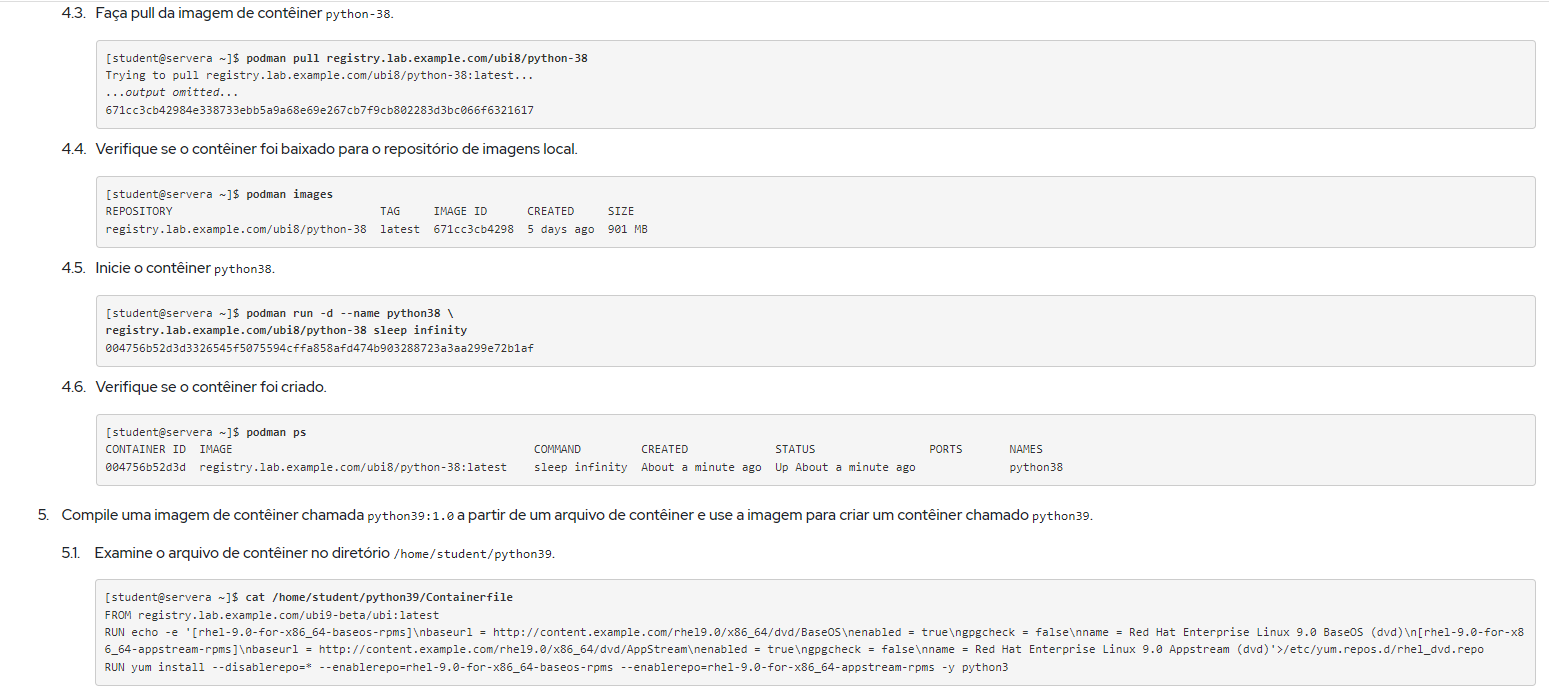 4.3. Faça pull da imagem de contêiner python-38.
[student@servera ~]$ podman pull registry.lab.example.com/ubi8/python-38
Trying to pull registry.lab.example.com/ubi8/python-38:latest...
...output omitted...
671cc3cb42984e338733ebb5a9a68e69e267cb7f9cb802283d3bc066f6321617
4.4. Verifique se o contêiner foi baixado para o repositório de imagens local.
[student@servera ~]$ podman images
REPOSITORY TAG IMAGE ID CREATED SIZE
registry.lab.example.com/ubi8/python-38 latest 671cc3cb4298 5 days ago 901 MB
4.5. Inicie o contêiner python38.
[student@servera ~]$ podman run -d --name python38 \
registry.lab.example.com/ubi8/python-38 sleep infinity
004756b52d3d3326545f5075594cffa858afd474b903288723a3aa299e72b1af
4.6. Verifique se o contêiner foi criado.
[student@servera ~]$ podman ps
CONTAINER ID IMAGE COMMAND CREATED STATUS PORTS NAMES
004756b52d3d registry.lab.example.com/ubi8/python-38:latest sleep infinity About a minute ago Up About a minute ago python38
5. Compile uma imagem de contêiner chamada python39:1.0 a partir de um arquivo de contêiner e use a imagem para criar um contêiner chamado python39.
5.1. Examine o arquivo de contêiner no diretório /home/student/python39.
[student@servera ~]$ cat /home/student/python39/Containerfile
FROM registry.lab.example.com/ubi9-beta/ubi:latest
RUN echo -e '[rhel-9.0-for-x86_64-baseos-rpms]\nbaseurl = http://content.example.com/rhel9.0/x86_64/dvd/BaseOS\nenabled = true\ngpgcheck = false\nname = Red Hat Enterprise Linux 9.0 BaseOS (dvd)\n[rhel-9.0-for-x8
6_64-appstream-rpms]\nbaseurl = http://content.example.com/rhel9.0/x86_64/dvd/AppStream\nenabled = true\ngpgcheck = false\nname = Red Hat Enterprise Linux 9.0 Appstream (dvd)'>/etc/yum.repos.d/rhel_dvd.repo
RUN yum install --disablerepo=* --enablerepo=rhel-9.0-for-x86_64-baseos-rpms --enablerepo=rhel-9.0-for-x86_64-appstream-rpms -y python3